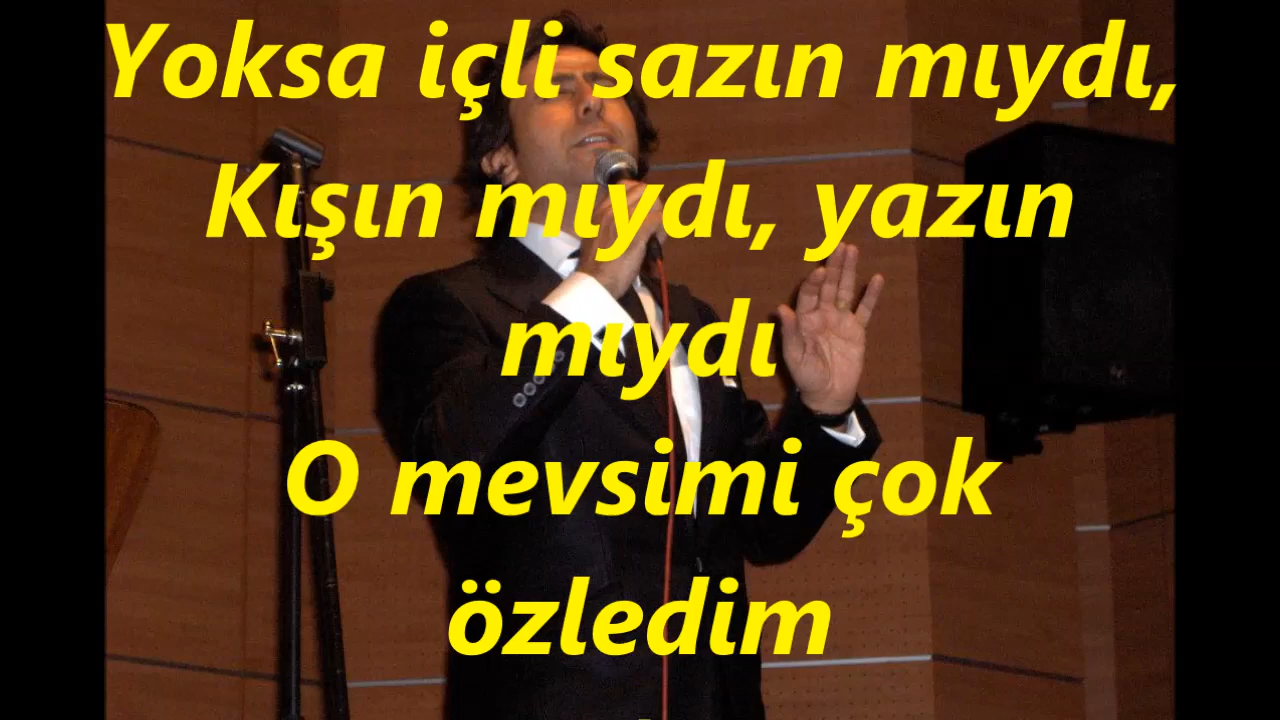 Yoksa içli sazın mıydı,
Kışın mıydı, yazın
mıydı
O mevsimi çok
özledim